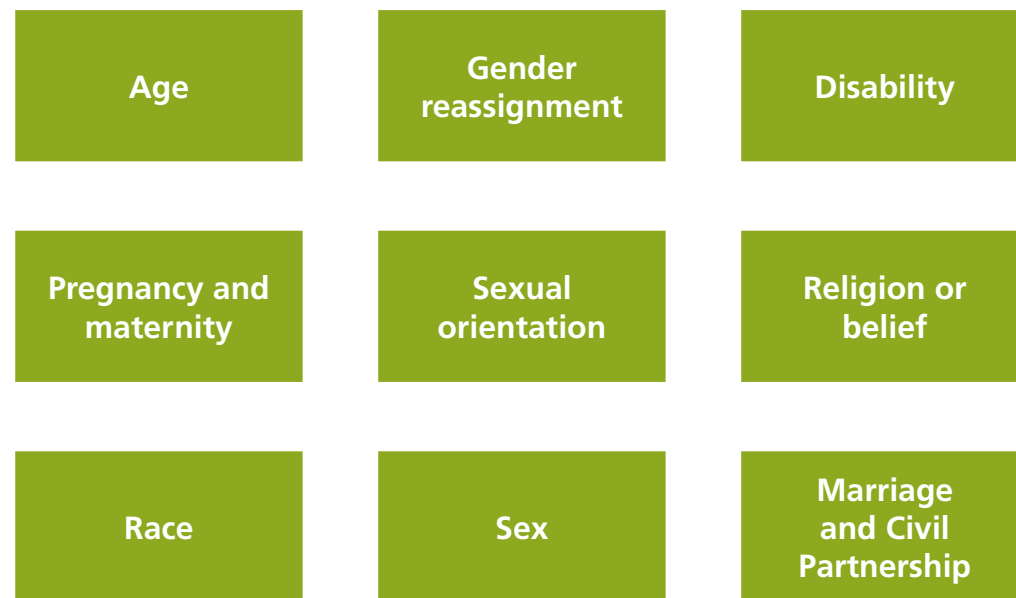 Age
Gender
reassignment
Disability
Pregnancy and
maternity
Sexual
orientation
Religion or
belief
Race
Sex
Marriage
and Civil
Partnership